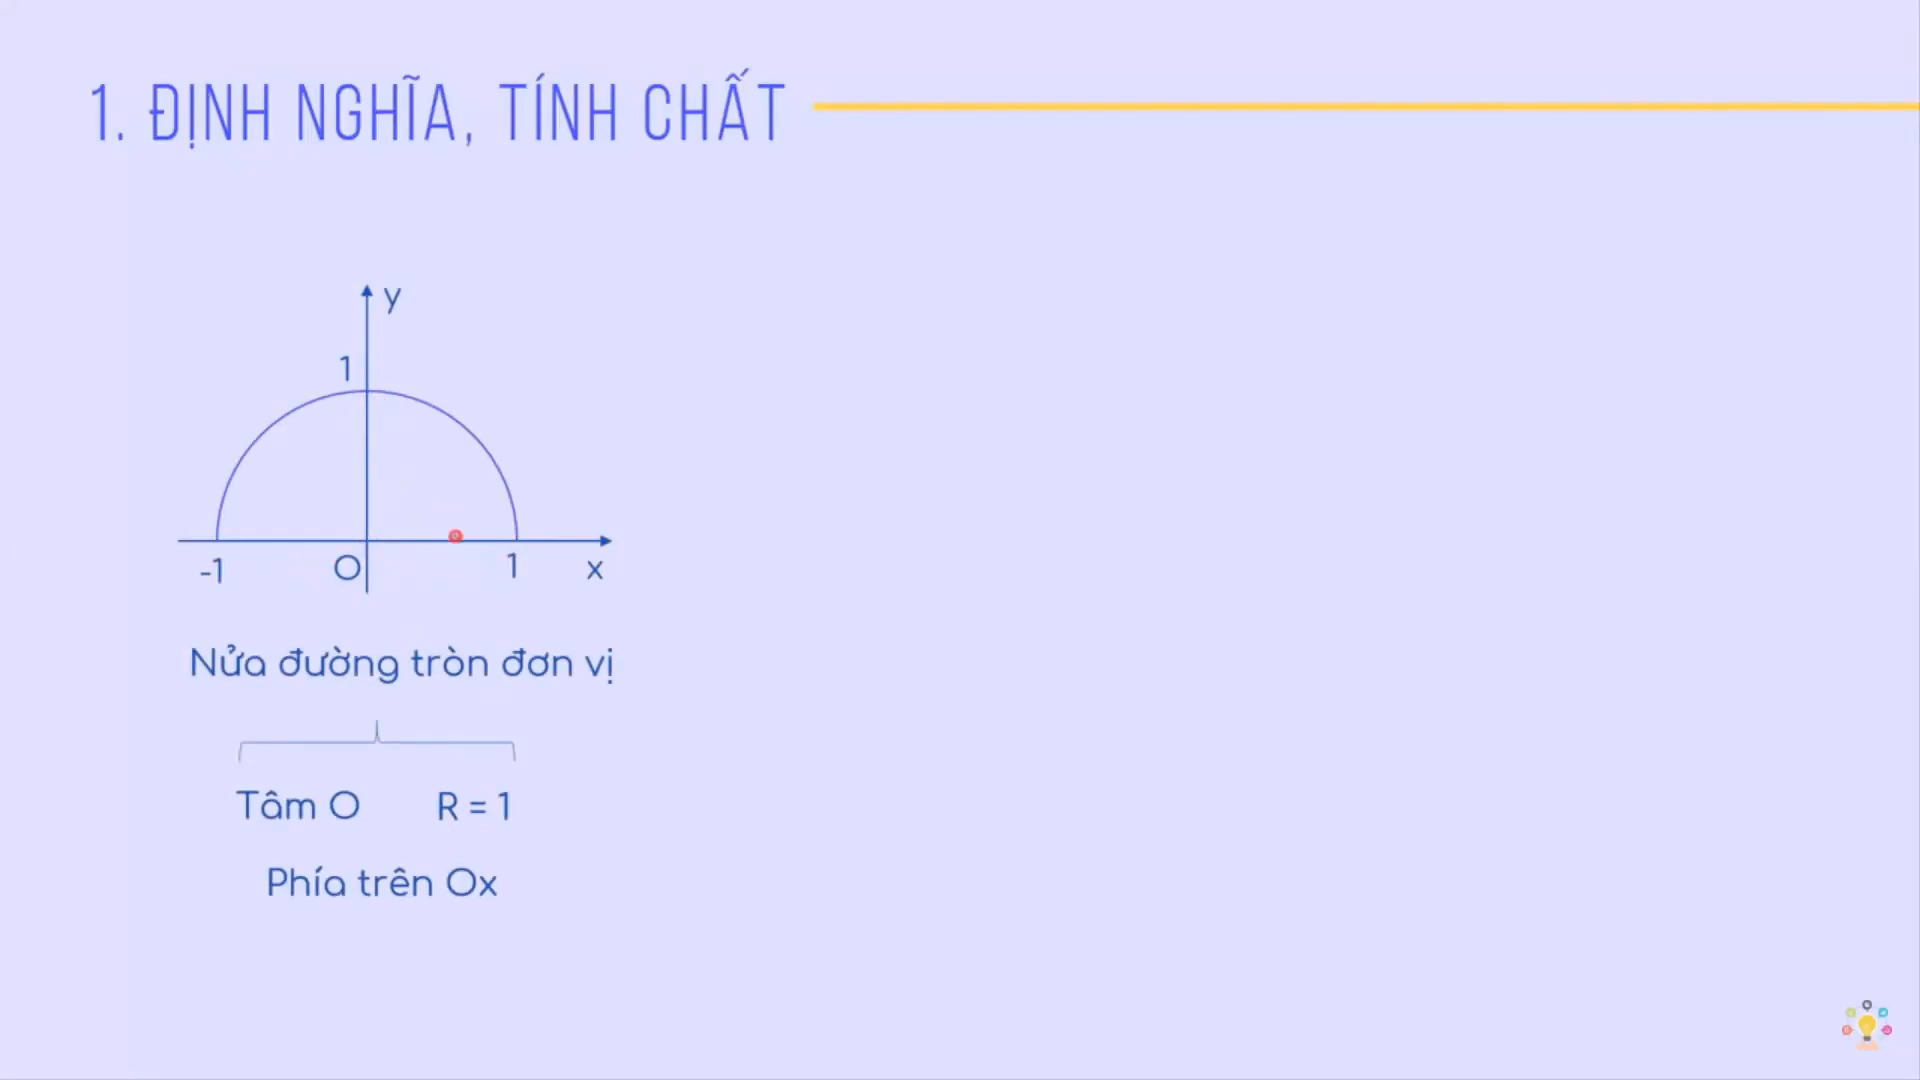 1. ĐỊNH NGHĨA, TÍNH CHẤT
y
1
-1 O 1 x
Nửa đường tròn đơn vị
Tâm O R = 1
Phía trên Ox